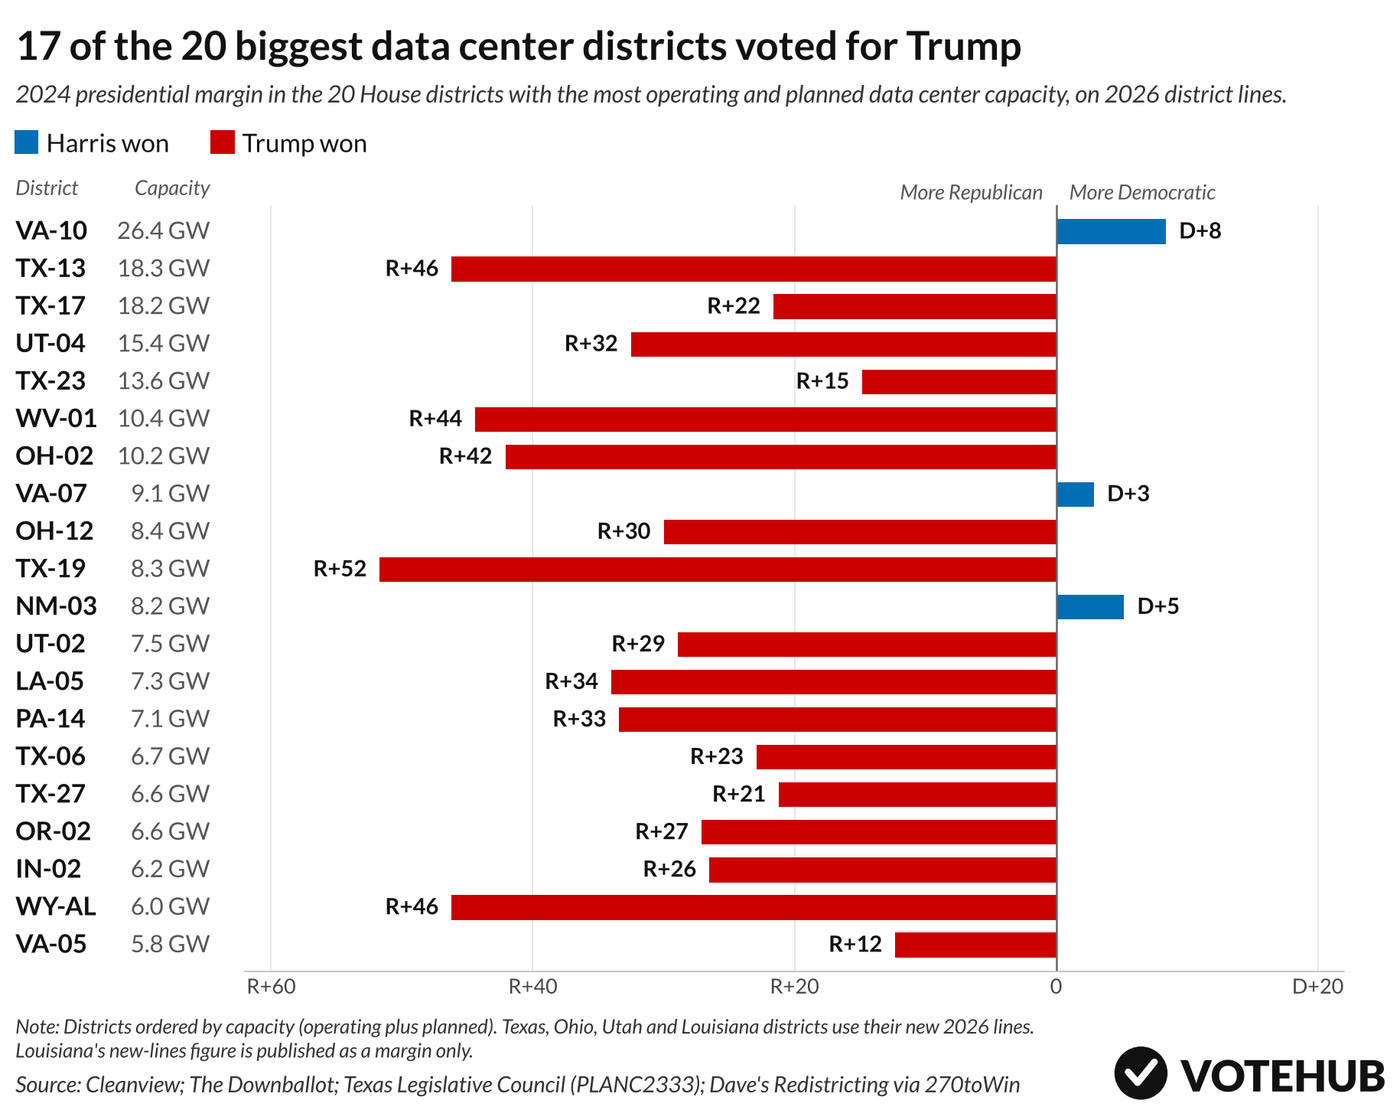 17 of the 20 biggest data center districts voted for Trump
2024 presidential margin in the 20 House districts with the most operating and planned data center capacity, on 2026 district lines.
Harris won Trump won
District Capacity More Republican More Democratic
VA-10 26.4 GW D+8
TX-13 18.3 GW R+46
TX-17 18.2 GW R+22
UT-04 15.4 GW R+32
TX-23 13.6 GW R+15
WV-01 10.4 GW R+44
OH-02 10.2 GW R+42
VA-07 9.1 GW D+3
OH-12 8.4 GW R+30
TX-19 8.3 GW R+52
NM-03 8.2 GW D+5
UT-02 7.5 GW R+29
LA-05 7.3 GW R+34
PA-14 7.1 GW R+33
TX-06 6.7 GW R+23
TX-27 6.6 GW R+21
OR-02 6.6 GW R+27
IN-02 6.2 GW R+26
WY-AL 6.0 GW R+46
VA-05 5.8 GW R+12
R+60 R+40 R+20 0 D+20
Note: Districts ordered by capacity (operating plus planned). Texas, Ohio, Utah and Louisiana districts use their new 2026 lines.
Louisiana's new-lines figure is published as a margin only.
Source: Cleanview; The Downballot; Texas Legislative Council (PLANC2333); Dave's Redistricting via 270toWin
VOTEHUB